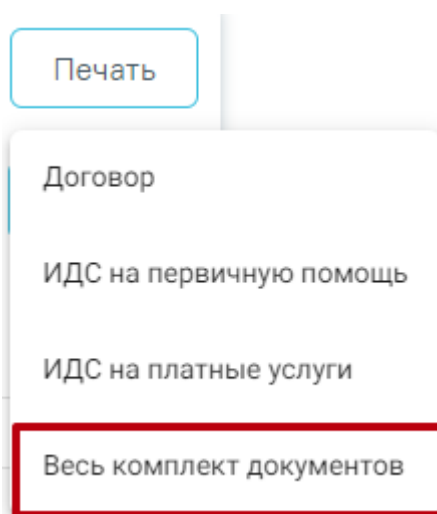 Печать
Договор
ИДС на первичную помощь
ИДС на платные услуги
Весь комплект документов